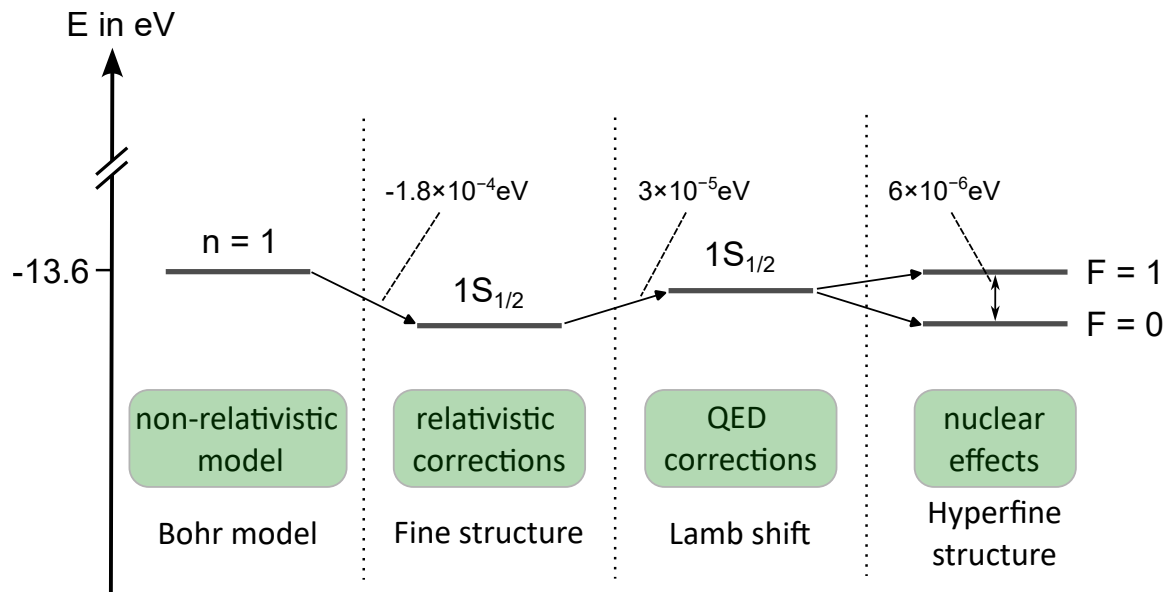 E in eV
-1.8×10⁻⁴eV
3×10⁻⁵eV
6×10⁻⁶eV
n = 1
1S₁/₂
1S₁/₂
-13.6
F = 1
F = 0
non-relativistic
model
relativistic
corrections
QED
corrections
nuclear
effects
Bohr model
Fine structure
Lamb shift
Hyperfine
structure